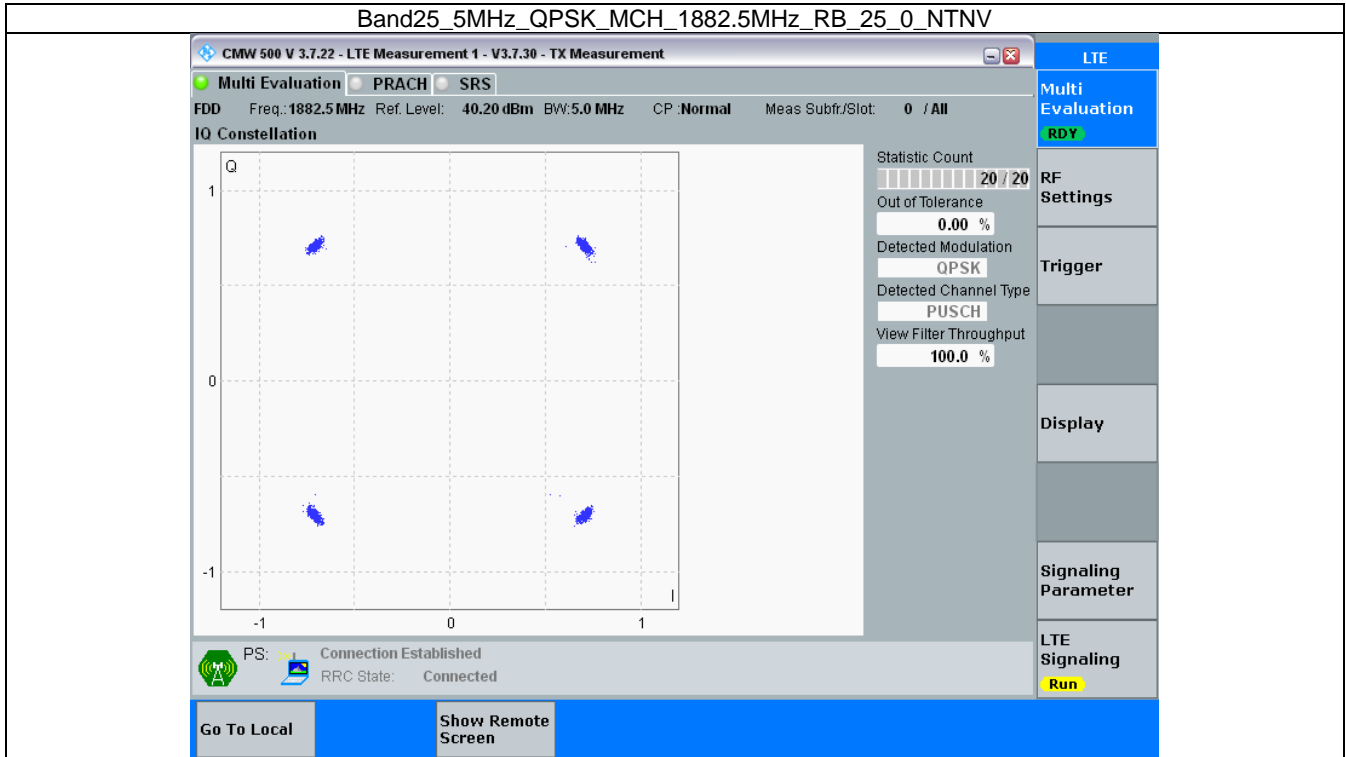 Band25_5MHz_QPSK_MCH_1882.5MHz_RB_25_0_NTNV
CMW 500 V 3.7.22 - LTE Measurement 1 - V3.7.30 - TX Measurement
LTE
Multi Evaluation PRACH SRS
Multi
Evaluation
RDY
FDD Freq.: 1882.5 MHz Ref. Level: 40.20 dBm BW: 5.0 MHz CP : Normal Meas Subfr./Slot: 0 / All
IQ Constellation
Q
1
0
-1
I
-1 0 1
Statistic Count
20 / 20
Out of Tolerance
0.00 %
Detected Modulation
QPSK
Detected Channel Type
PUSCH
View Filter Throughput
100.0 %
RF
Settings
Trigger
Display
Signaling
Parameter
LTE
Signaling
Run
PS: Connection Established
RRC State: Connected
Go To Local
Show Remote
Screen